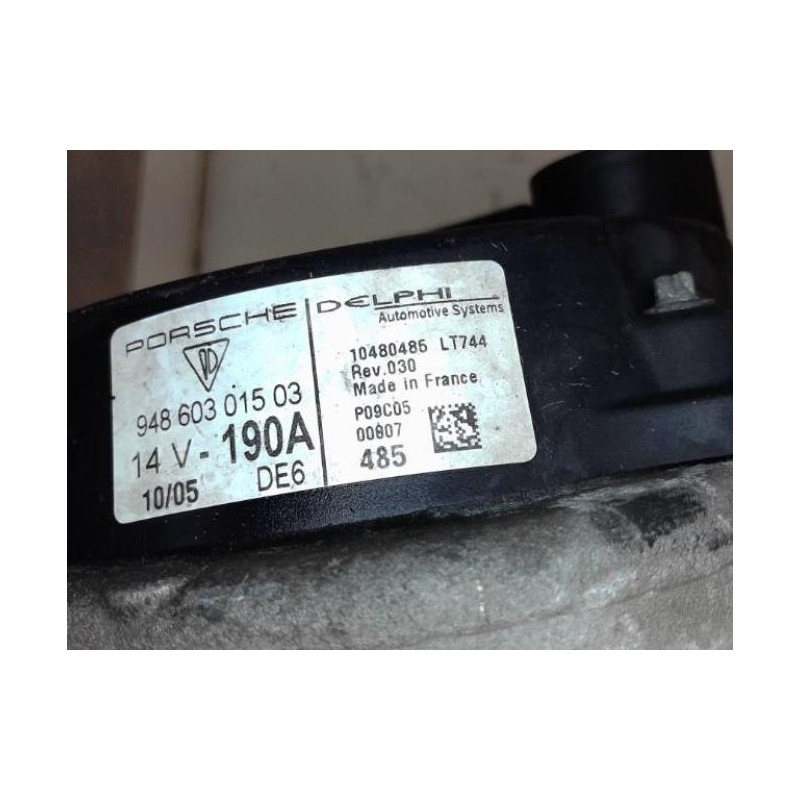 PORSCHE
948 603 015 03
14 V - 190A
10/05 DE6
DELPHI
Automotive Systems
10480485 LT744
Rev.030
Made in France
P09C05
00807
485